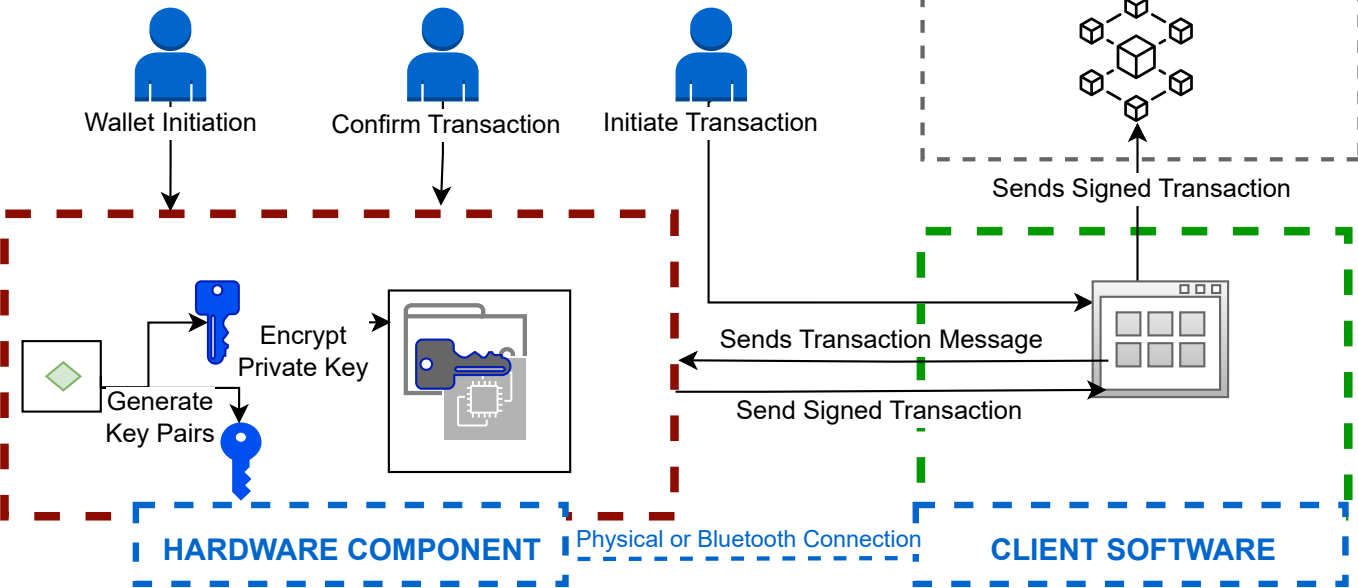 Wallet Initiation
Confirm Transaction
Initiate Transaction
Sends Signed Transaction
Encrypt
Private Key
Generate
Key Pairs
Sends Transaction Message
Send Signed Transaction
HARDWARE COMPONENT
Physical or Bluetooth Connection
CLIENT SOFTWARE